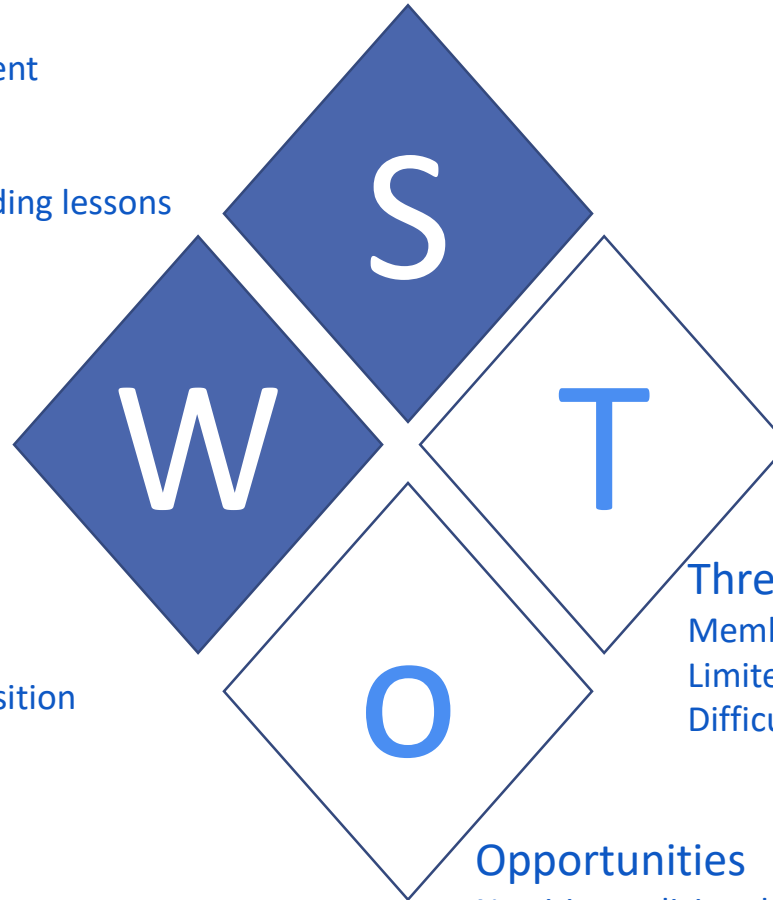 ent
ding lessons
S
W
T
Thre
Memb
Limite
Difficu
sition
O
Opportunities